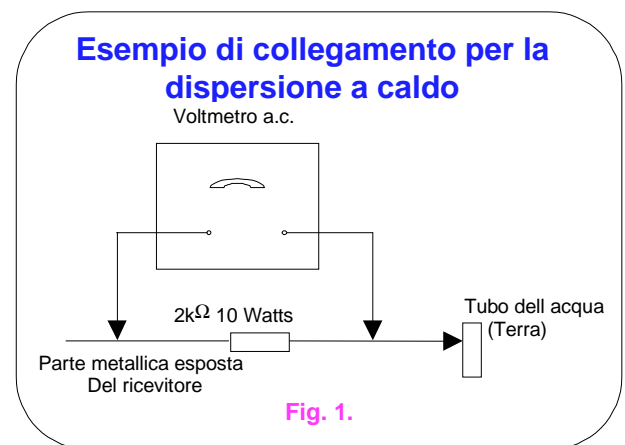 Esempio di collegamento per la
dispersione a caldo
Voltmetro a.c.
2kΩ 10 Watts
Tubo dell acqua
(Terra)
Parte metallica esposta
Del ricevitore
Fig. 1.